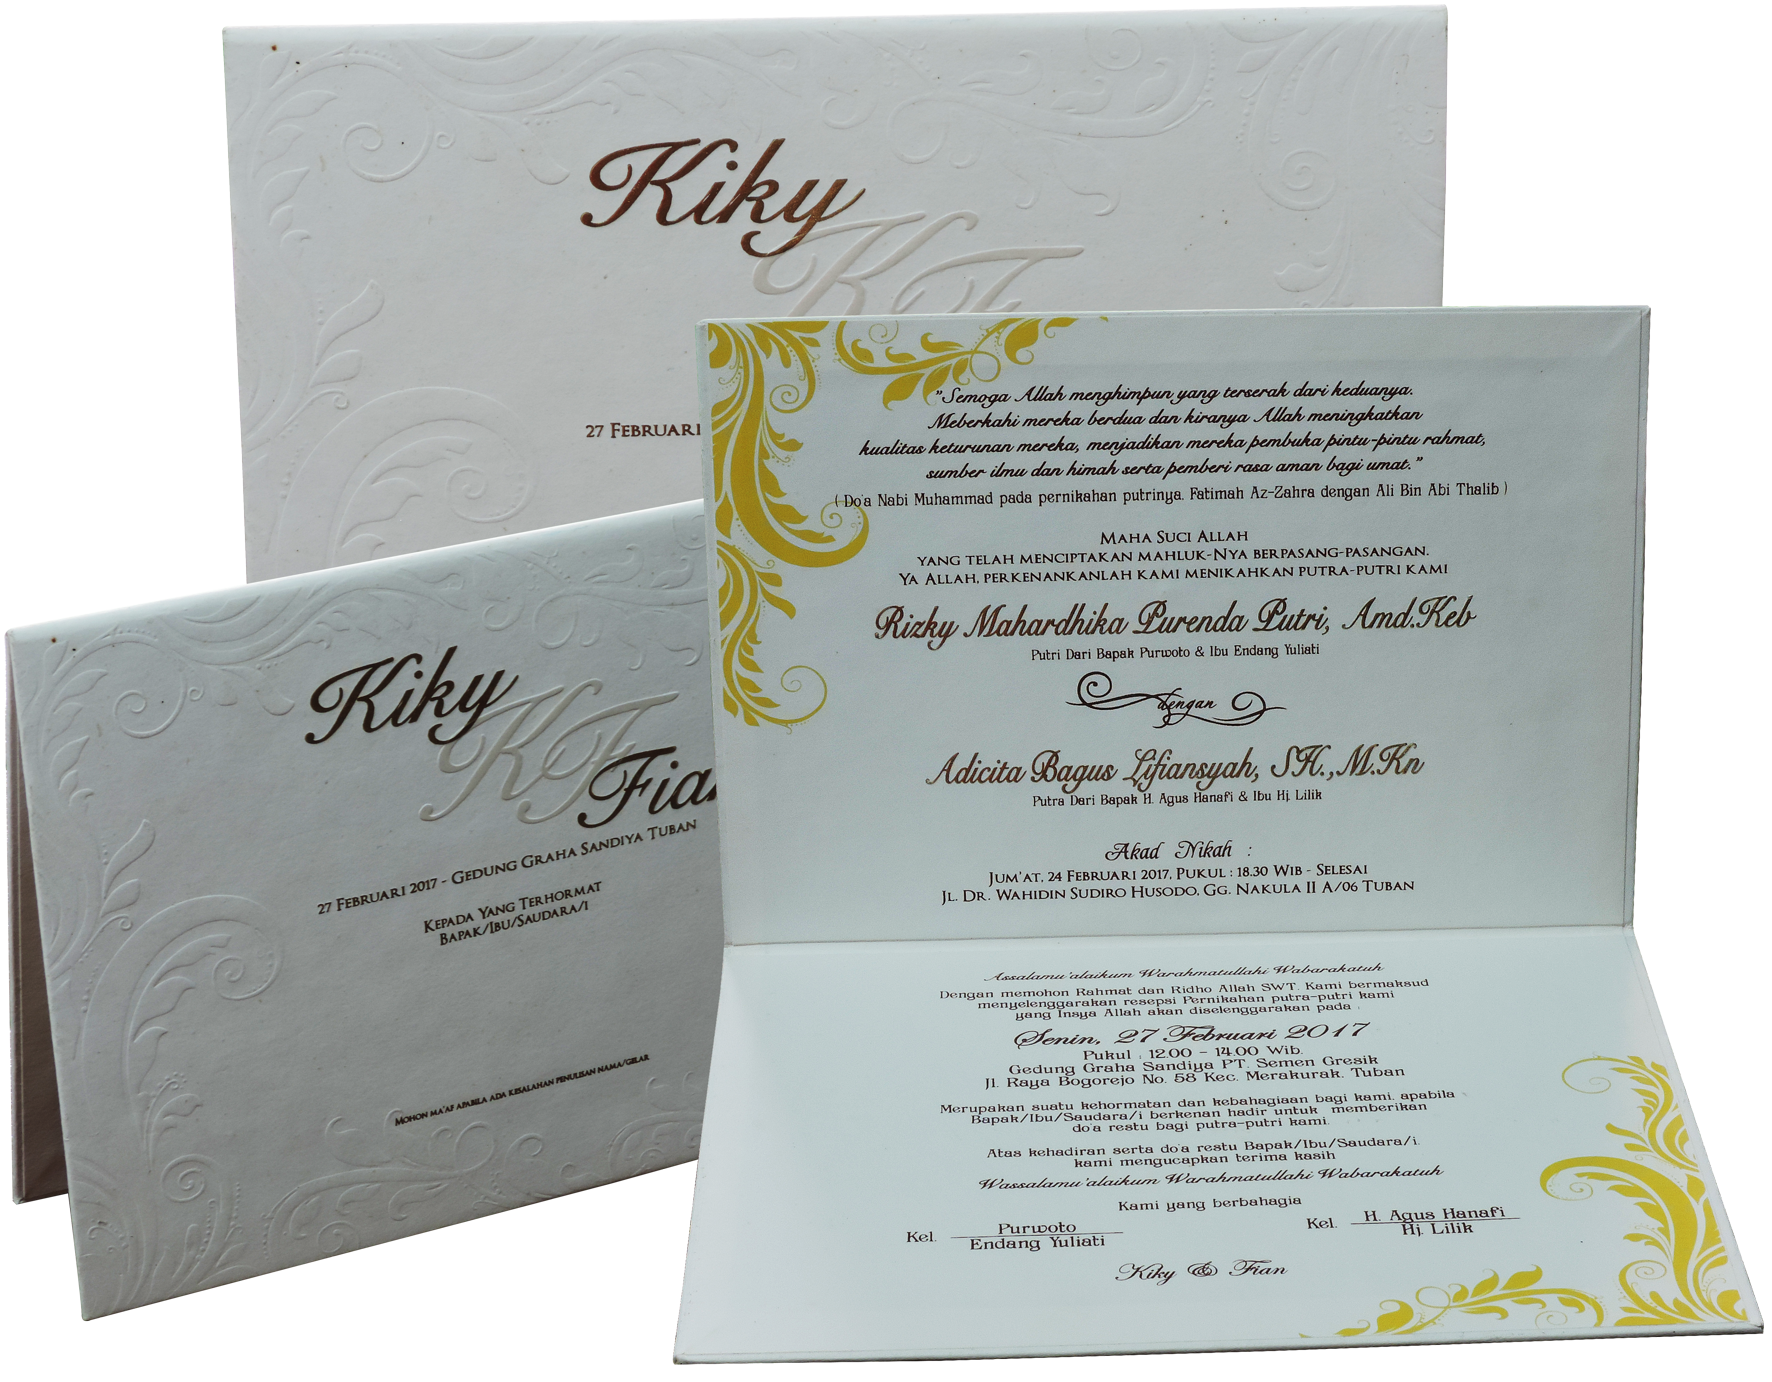 Kiky
KF
27 Februari
Kiky
KF
Fian
27 Februari 2017 - Gedung Graha Sandiya Tuban
Kepada Yang Terhormat
Bapak/Ibu/Saudara/i
Mohon ma'af apabila ada kesalahan penulisan nama/gelar
"Semoga Allah menghimpun yang terserak dari keduanya.
Meberkahi mereka berdua dan kiranya Allah meningkatkan
kualitas keturunan mereka, menjadikan mereka pembuka pintu-pintu rahmat,
sumber ilmu dan himah serta pemberi rasa aman bagi umat."
( Do'a Nabi Muhammad pada pernikahan putrinya. Fatimah Az-Zahra dengan Ali Bin Abi Thalib )
Maha Suci Allah
yang telah menciptakan mahluk-Nya berpasang-pasangan.
Ya Allah, perkenankanlah kami menikahkan putra-putri kami
Rizky Mahardhika Purenda Putri, Amd.Keb
Putri Dari Bapak Purwoto & Ibu Endang Yuliati
dengan
Adicita Bagus Lifiansyah, SH., M.Kn
Putra Dari Bapak H. Agus Hanafi & Ibu Hj. Lilik
Akad Nikah :
Jum'at, 24 Februari 2017, Pukul : 18.30 WIB - Selesai
Jl. Dr. Wahidin Sudiro Husodo, Gg. Nakula II A/06 Tuban
Assalamu'alaikum Warahmatullahi Wabarakatuh
Dengan memohon Rahmat dan Ridho Allah SWT. Kami bermaksud
menyelenggarakan resepsi Pernikahan putra-putri kami
yang Insya Allah akan diselenggarakan pada :
Senin, 27 Februari 2017
Pukul : 12.00 - 14.00 Wib.
Gedung Graha Sandiya PT. Semen Gresik
Jl. Raya Bogorejo No. 58 Kec. Merakurak. Tuban
Merupakan suatu kehormatan dan kebahagiaan bagi kami. apabila
Bapak/Ibu/Saudara/i berkenan hadir untuk memberikan
do'a restu bagi putra-putri kami.
Atas kehadiran serta do'a restu Bapak/Ibu/Saudara/i.
kami mengucapkan terima kasih
Wassalamu'alaikum Warahmatullahi Wabarakatuh
Kami yang berbahagia
Kel. Purwoto
Endang Yuliati
Kel. H. Agus Hanafi
Hj. Lilik
Kiky & Fian